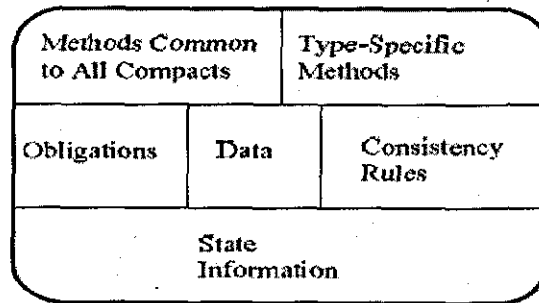 Methods Common
to All Compacts
Type-Specific
Methods
Obligations
Data
Consistency
Rules
State
Information